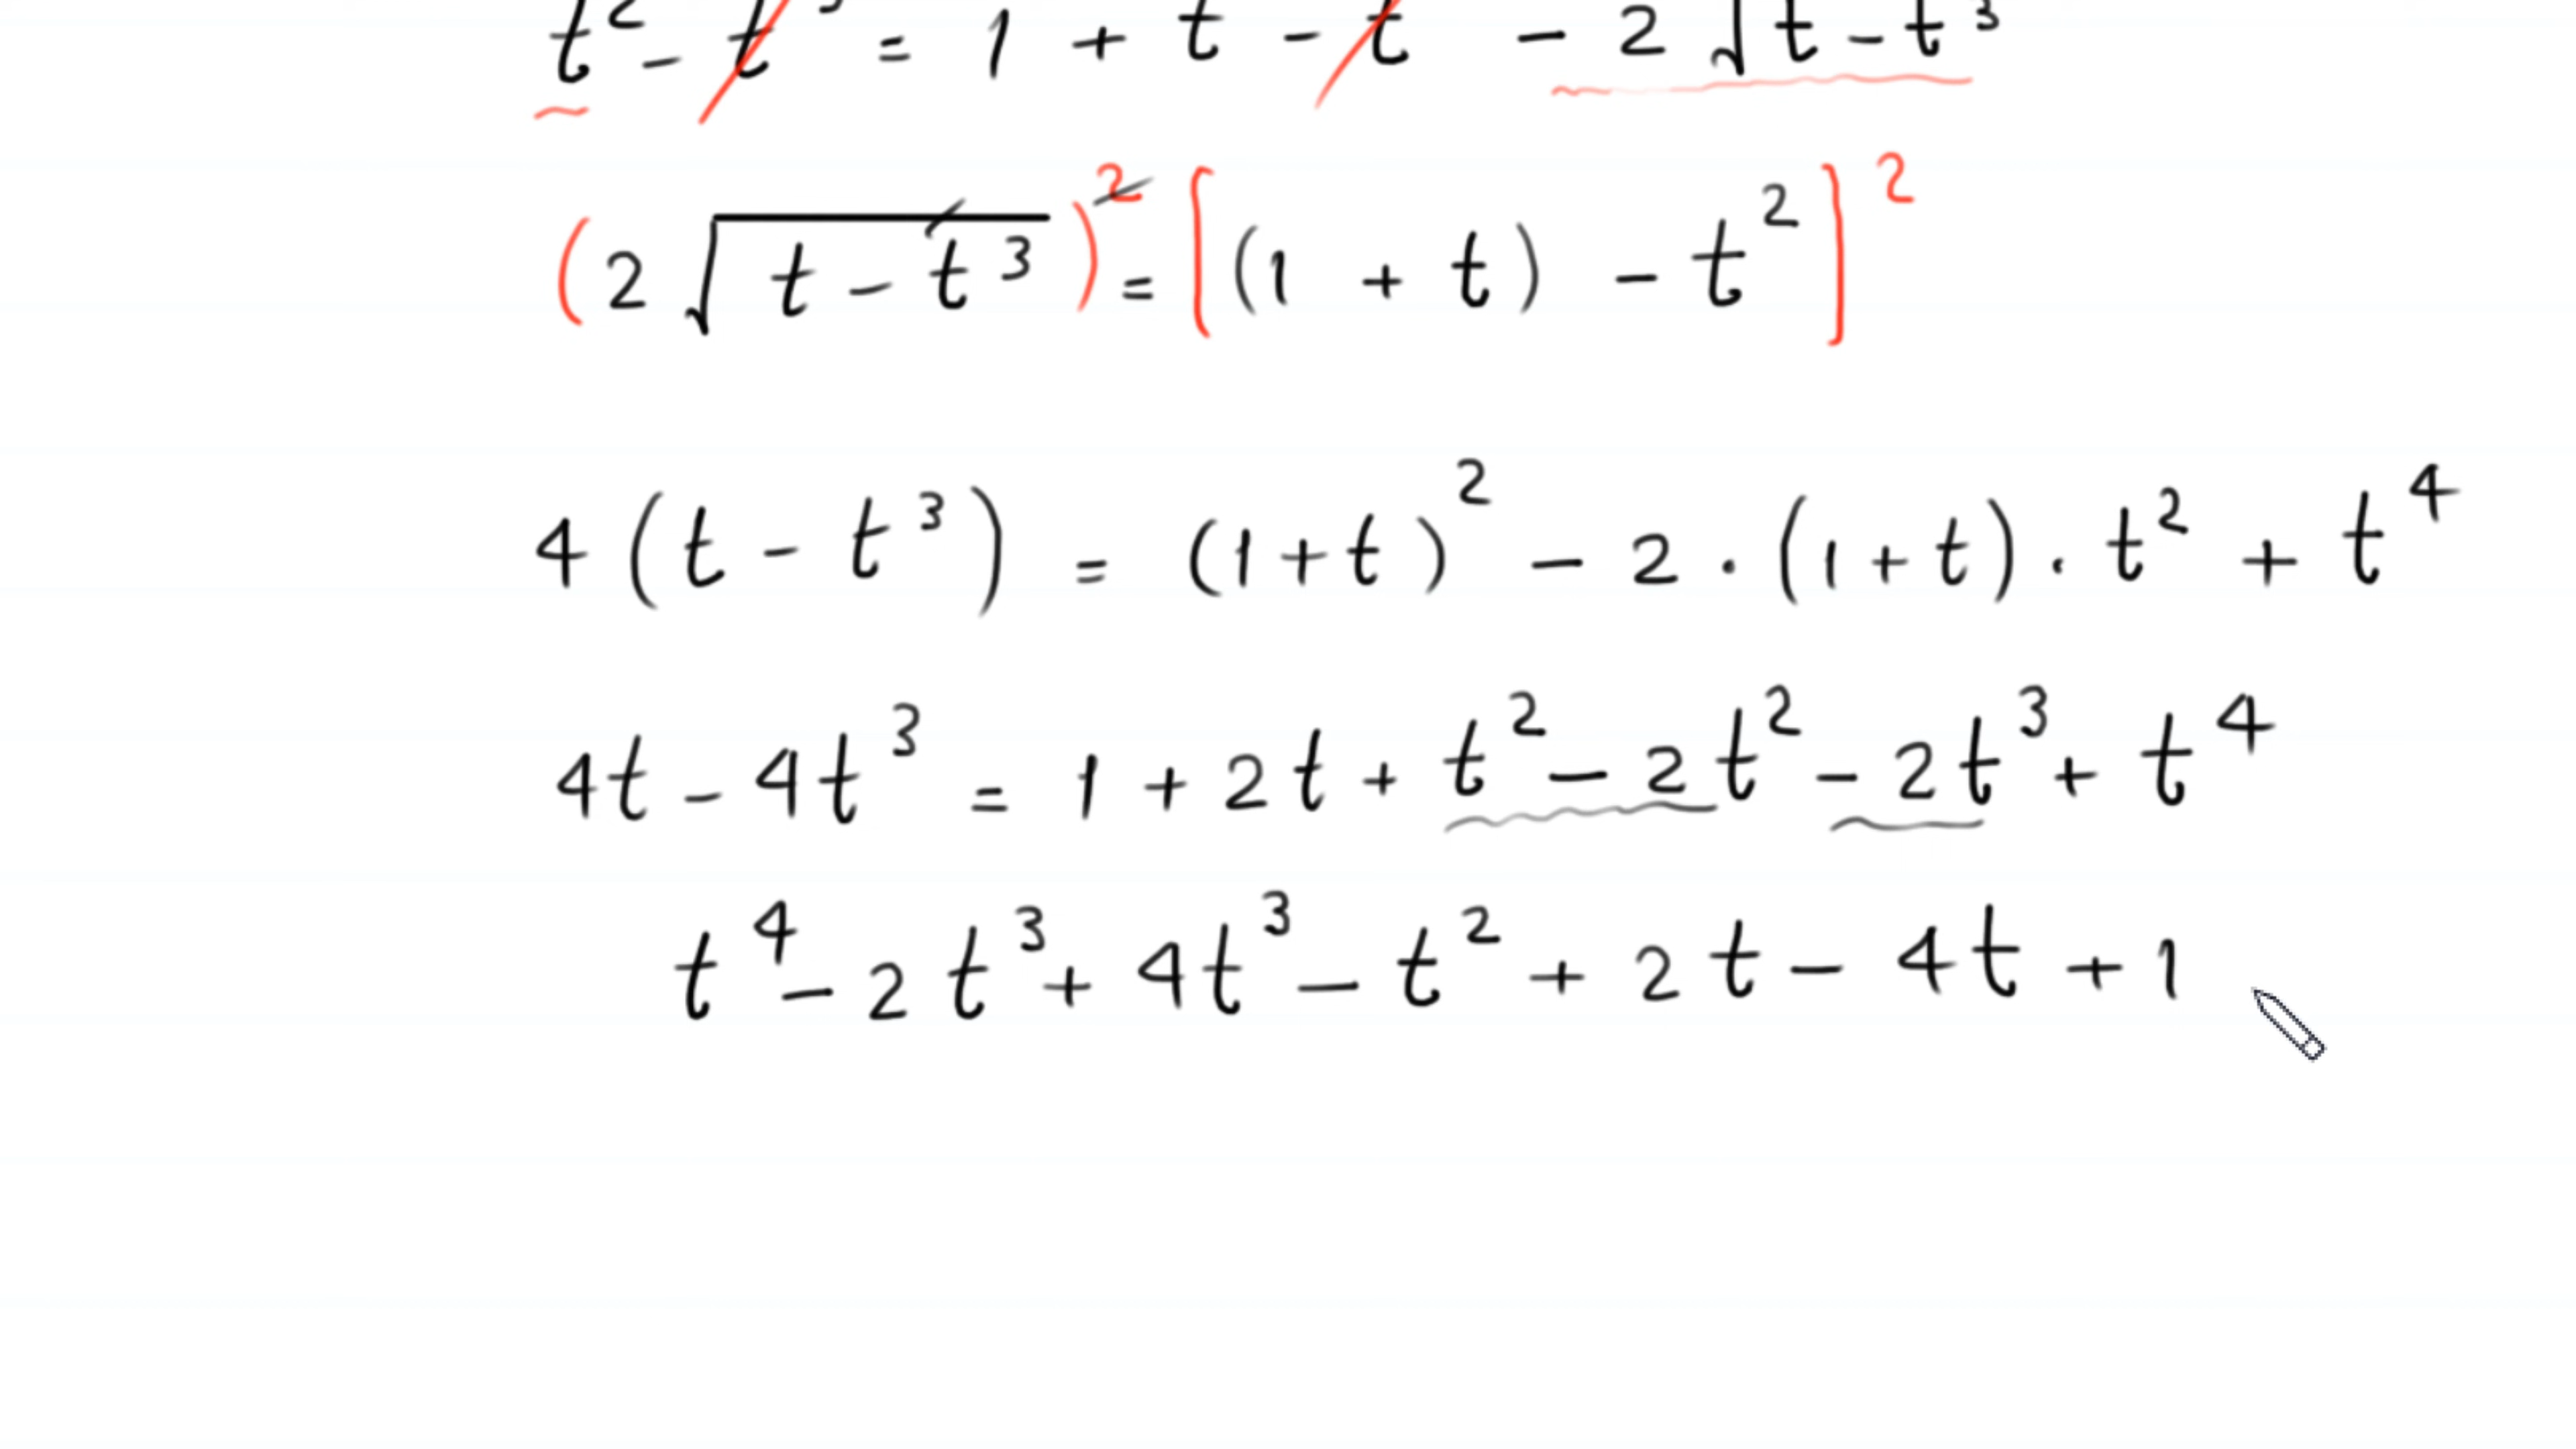 t² - t³ = 1 + t - t³ - 2√t - t³
(2√t - t³)² = [(1 + t) - t²]²
4(t - t³) = (1+t)² - 2 · (1+t) · t² + t⁴
4t - 4t³ = 1 + 2t + t² - 2t² - 2t³ + t⁴
t⁴ - 2t³ + 4t³ - t² + 2t - 4t + 1